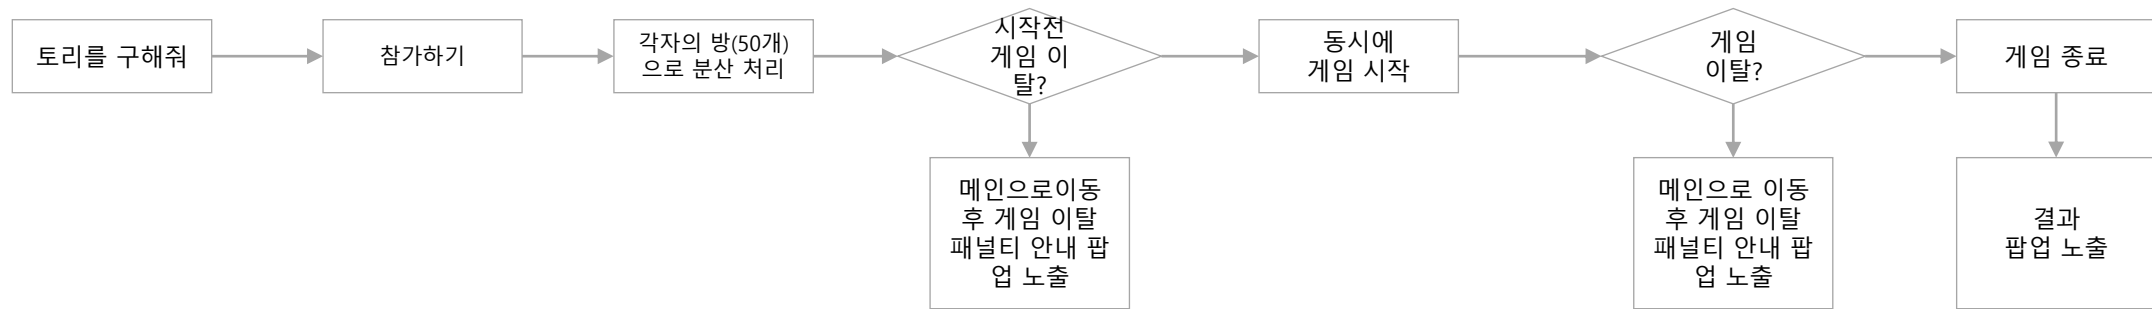 토리를 구해줘
참가하기
각자의 방(50개)
으로 분산 처리
시작전
게임 이
탈?
동시에
게임 시작
게임
이탈?
게임 종료
메인으로이동
후 게임 이탈
패널티 안내 팝
업 노출
메인으로 이동
후 게임 이탈
패널티 안내 팝
업 노출
결과
팝업 노출